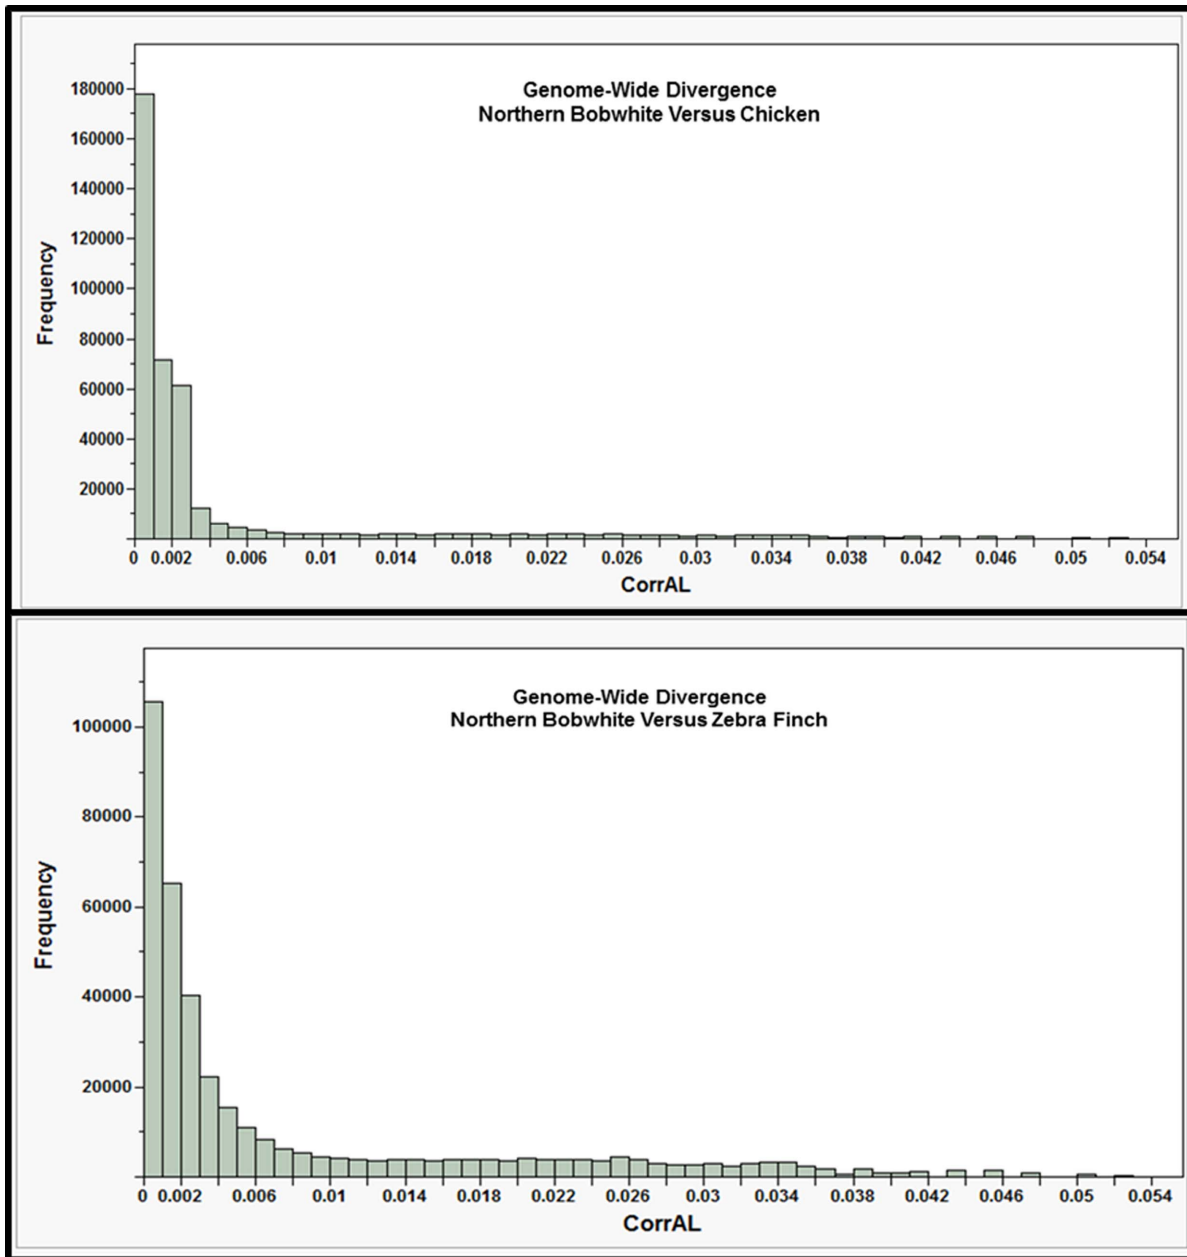 Genome-Wide Divergence
Northern Bobwhite Versus Chicken
Frequency
180000
160000
140000
120000
100000
80000
60000
40000
20000
0 0.002 0.006 0.01 0.014 0.018 0.022 0.026 0.03 0.034 0.038 0.042 0.046 0.05 0.054
CorrAL
Genome-Wide Divergence
Northern Bobwhite Versus Zebra Finch
Frequency
100000
80000
60000
40000
20000
0 0.002 0.006 0.01 0.014 0.018 0.022 0.026 0.03 0.034 0.038 0.042 0.046 0.05 0.054
CorrAL